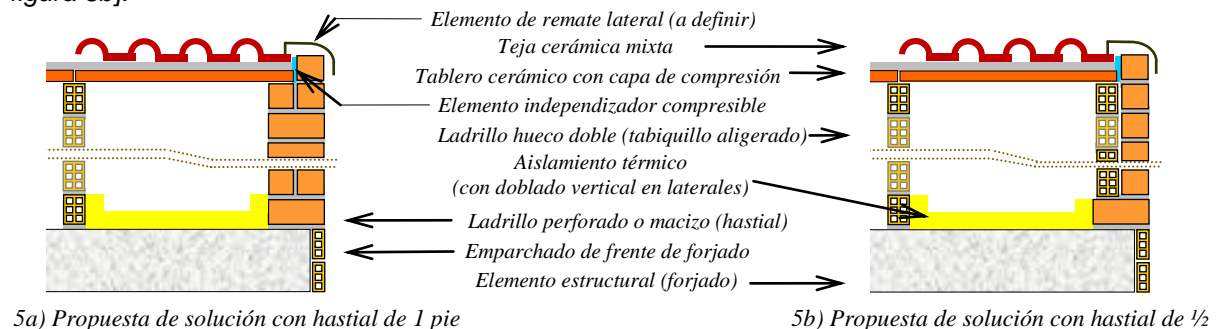 figura 5b].
Elemento de remate lateral (a definir)
Teja cerámica mixta
Tablero cerámico con capa de compresión
Elemento independizador compresible
Ladrillo hueco doble (tabiquillo aligerado)
Aislamiento térmico
(con doblado vertical en laterales)
Ladrillo perforado o macizo (hastial)
Emparchado de frente de forjado
Elemento estructural (forjado)
5a) Propuesta de solución con hastial de 1 pie
5b) Propuesta de solución con hastial de ½